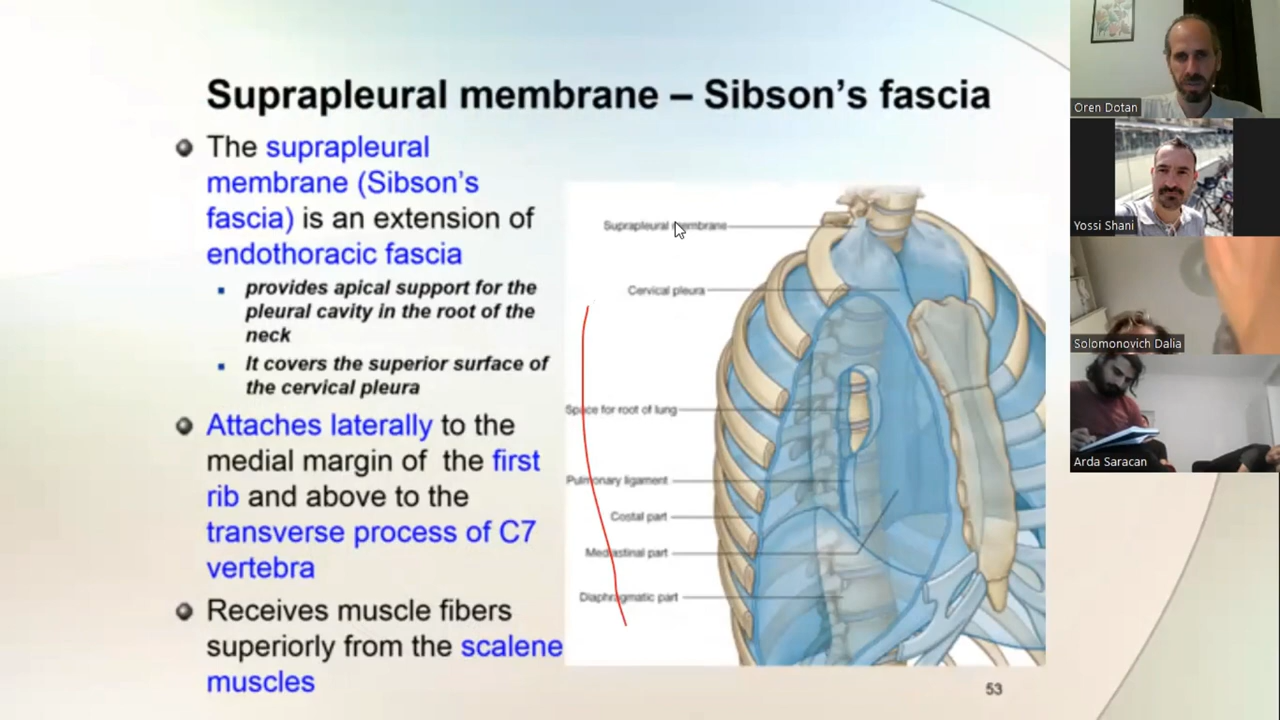 Suprapleural membrane – Sibson's fascia
The suprapleural
membrane (Sibson's
fascia) is an extension of
endothoracic fascia
provides apical support for the
pleural cavity in the root of the
neck
It covers the superior surface of
the cervical pleura
Attaches laterally to the
medial margin of the first
rib and above to the
transverse process of C7
vertebra
Receives muscle fibers
superiorly from the scalene
muscles
Suprapleural membrane
Cervical pleura
Space for root of lung
Pulmonary ligament
Costal part
Mediastinal part
Diaphragmatic part
53
Oren Dotan
Yossi Shani
Solomonovich Dalia
Arda Saracan